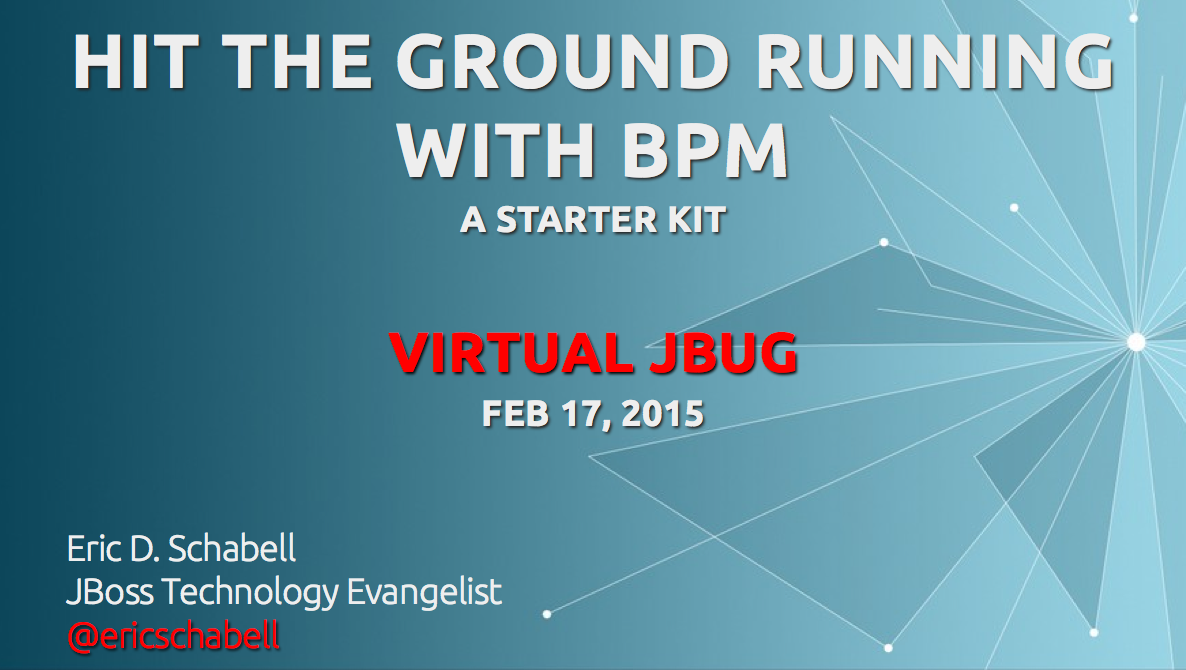 HIT THE GROUND RUNNING
WITH BPM
A STARTER KIT
VIRTUAL JBUG
FEB 17, 2015
Eric D. Schabell
JBoss Technology Evangelist
@ericschabell